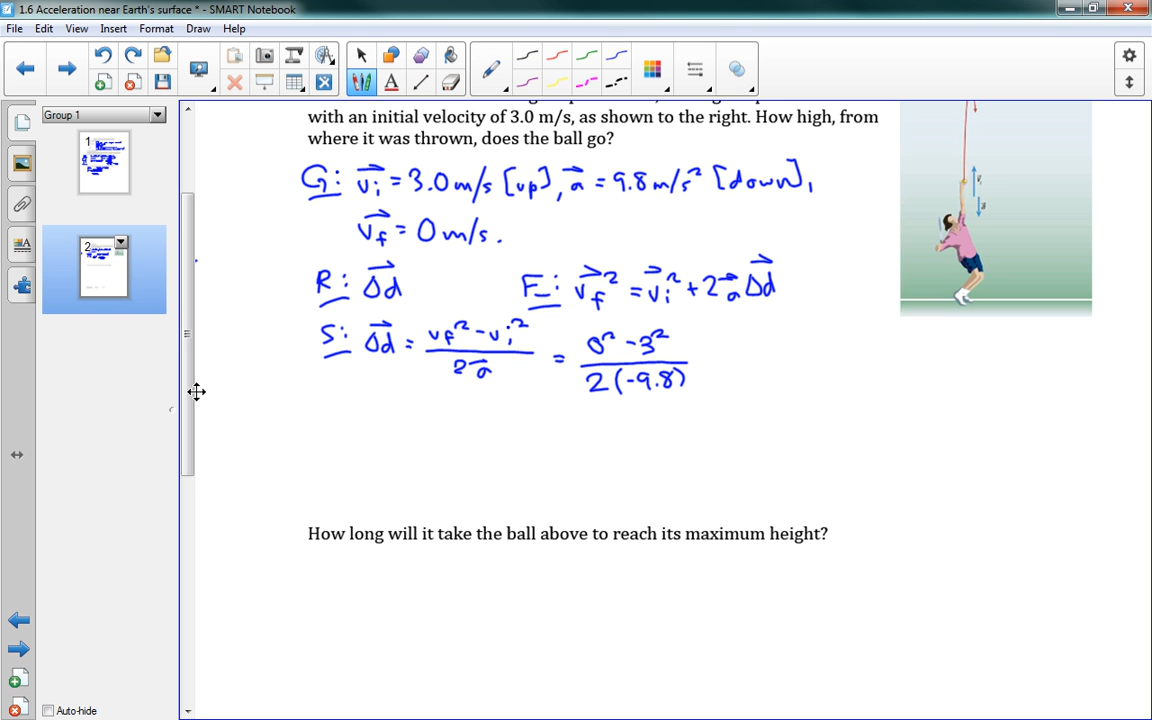 1.6 Acceleration near Earth's surface * - SMART Notebook
File Edit View Insert Format Draw Help
Group 1
1
2
with an initial velocity of 3.0 m/s, as shown to the right. How high, from
where it was thrown, does the ball go?
G: v⃗i = 3.0 m/s [up], a⃗ = 9.8 m/s² [down],
v⃗f = 0 m/s.
R: Δd⃗ F: v⃗f² = v⃗i² + 2a⃗Δd⃗
S: Δd⃗ = (vf² - vi²) / 2a⃗ = (0² - 3²) / 2(-9.8)
How long will it take the ball above to reach its maximum height?
Auto-hide